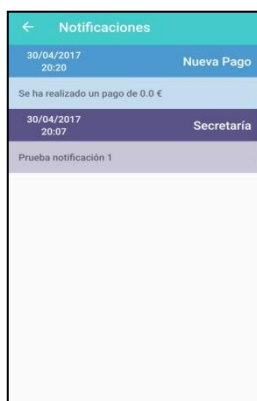 Notificaciones
30/04/2017
20:20
Nueva Pago
Se ha realizado un pago de 0.0 €
30/04/2017
20:07
Secretaría
Prueba notificación 1